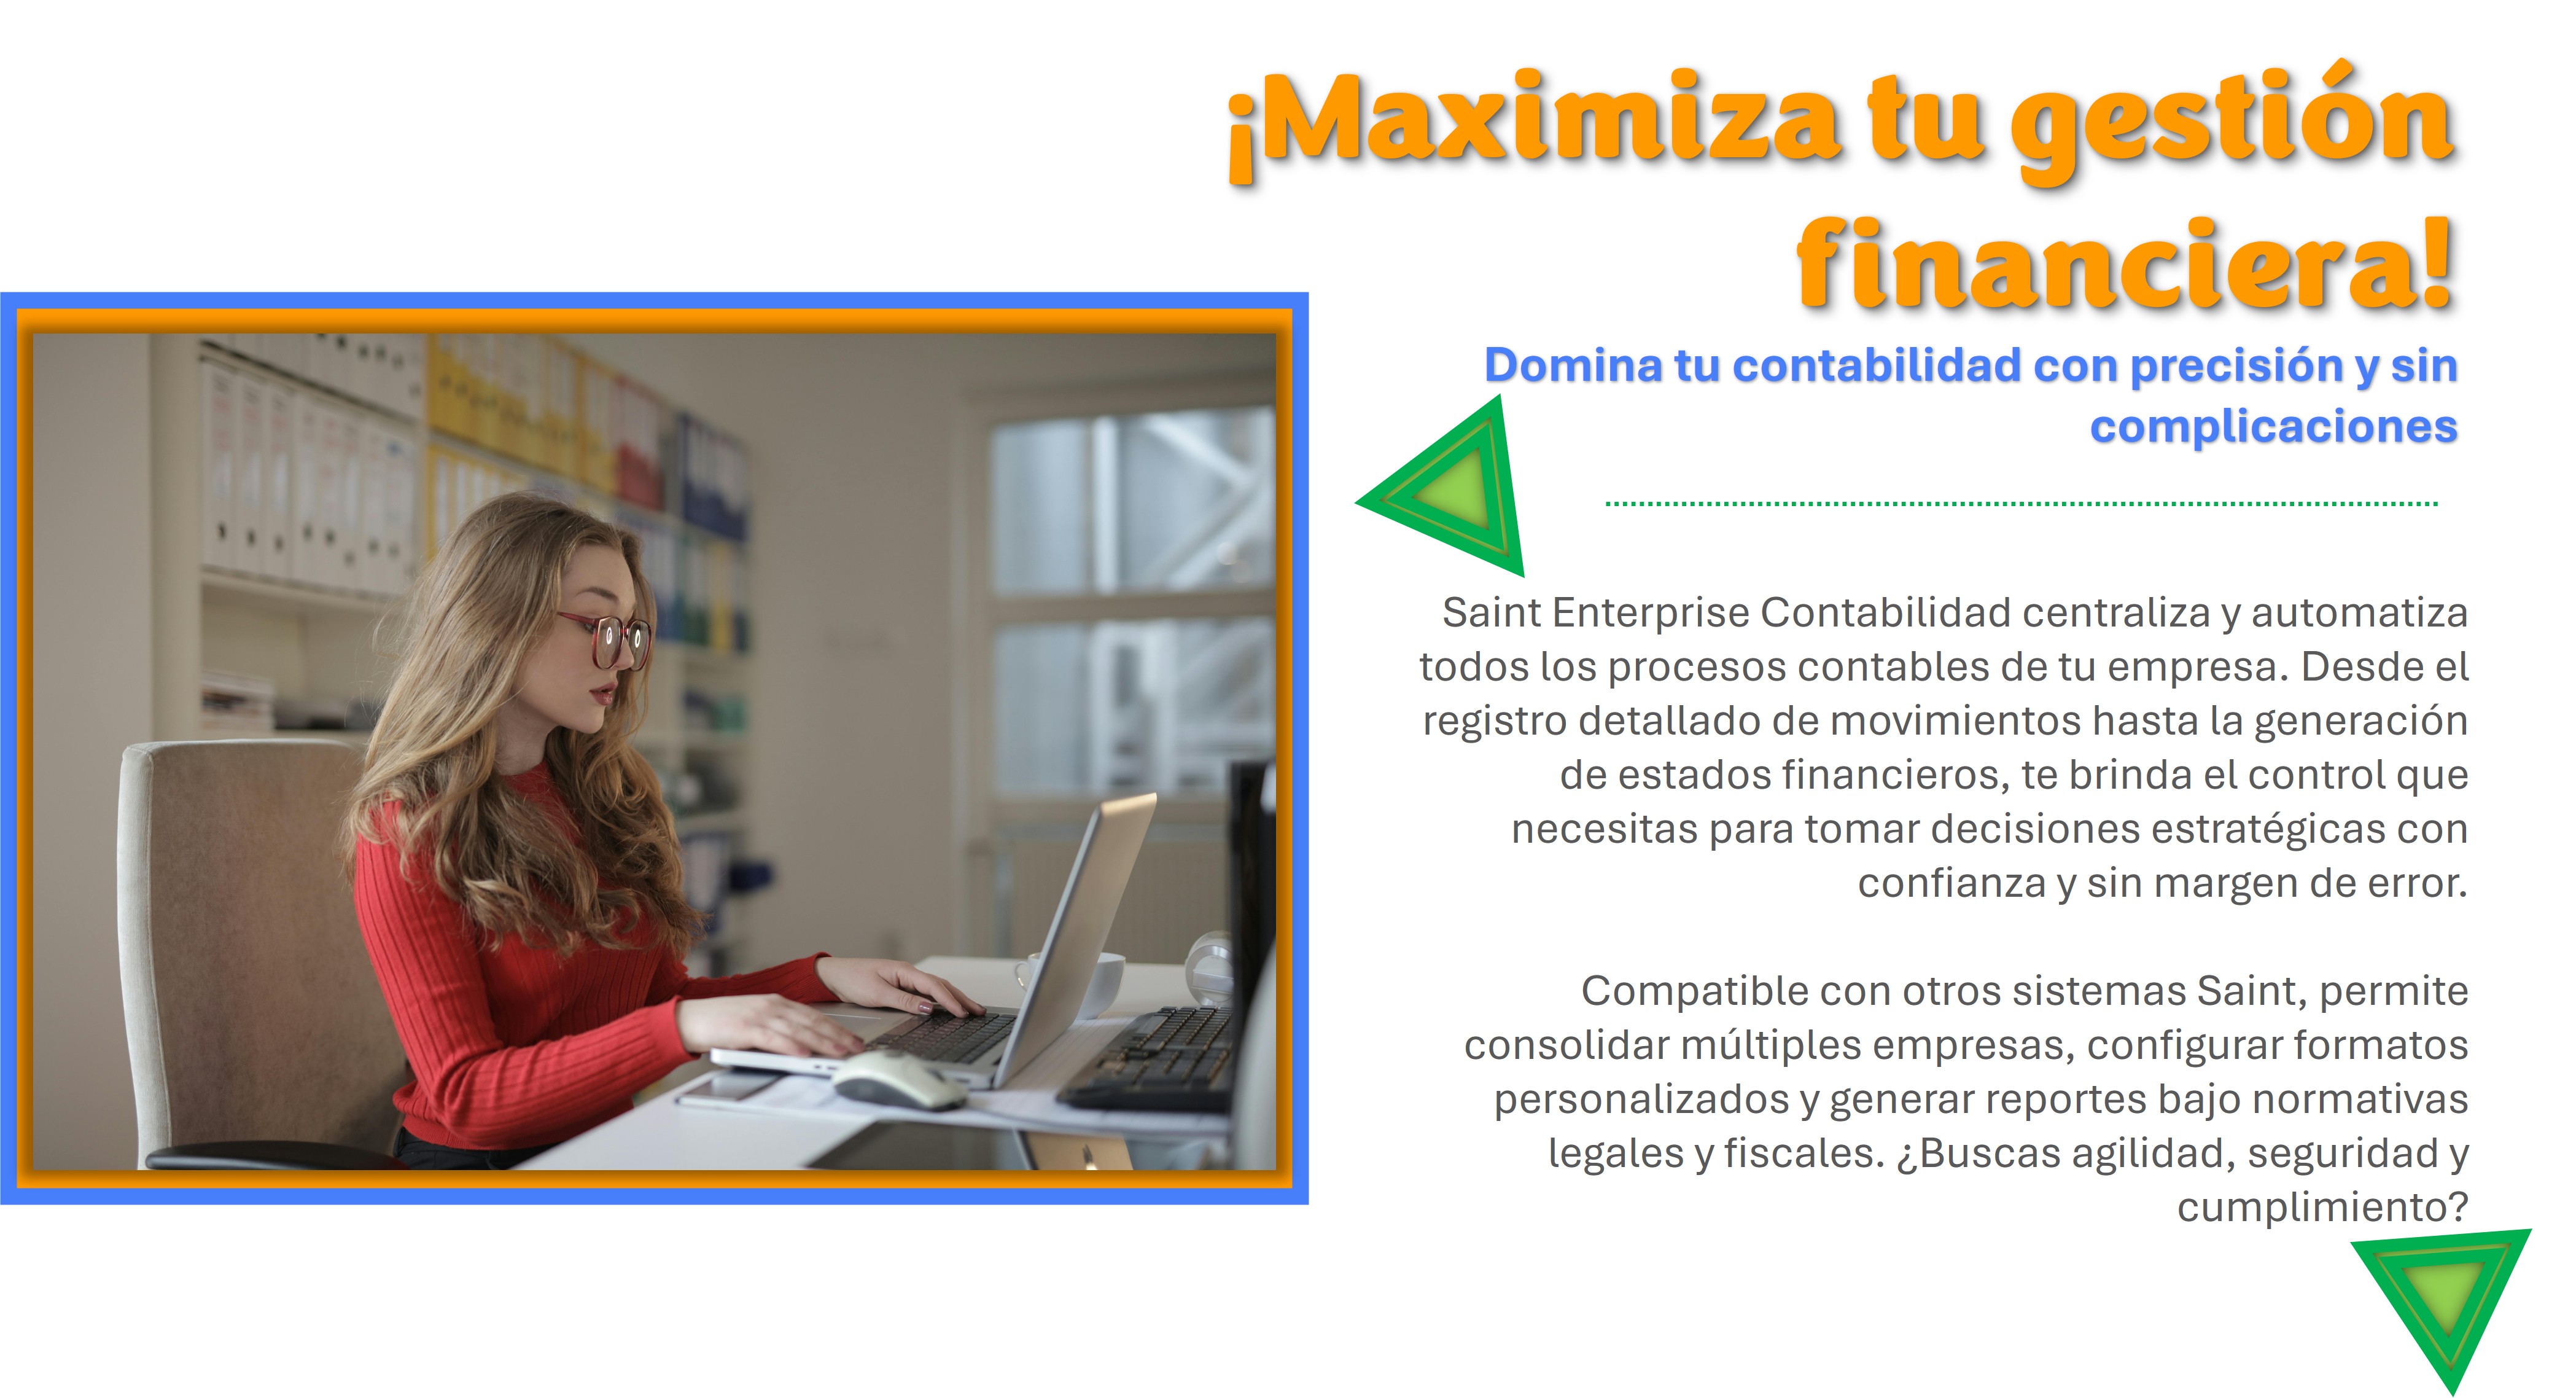 ¡Maximiza tu gestión
financiera!
Domina tu contabilidad con precisión y sin
complicaciones
Saint Enterprise Contabilidad centraliza y automatiza
todos los procesos contables de tu empresa. Desde el
registro detallado de movimientos hasta la generación
de estados financieros, te brinda el control que
necesitas para tomar decisiones estratégicas con
confianza y sin margen de error.
Compatible con otros sistemas Saint, permite
consolidar múltiples empresas, configurar formatos
personalizados y generar reportes bajo normativas
legales y fiscales. ¿Buscas agilidad, seguridad y
cumplimiento?